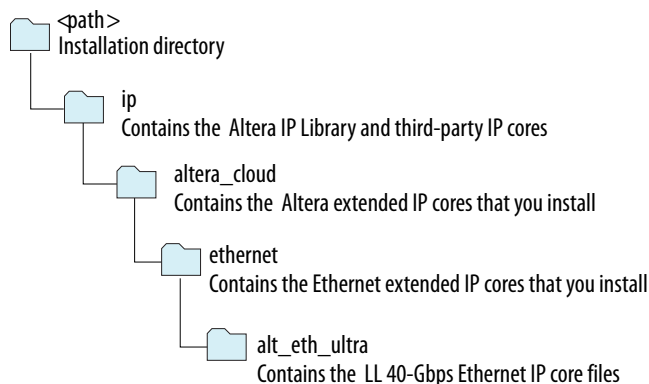 <path>
Installation directory
ip
Contains the Altera IP Library and third-party IP cores
altera_cloud
Contains the Altera extended IP cores that you install
ethernet
Contains the Ethernet extended IP cores that you install
alt_eth_ultra
Contains the LL 40-Gbps Ethernet IP core files